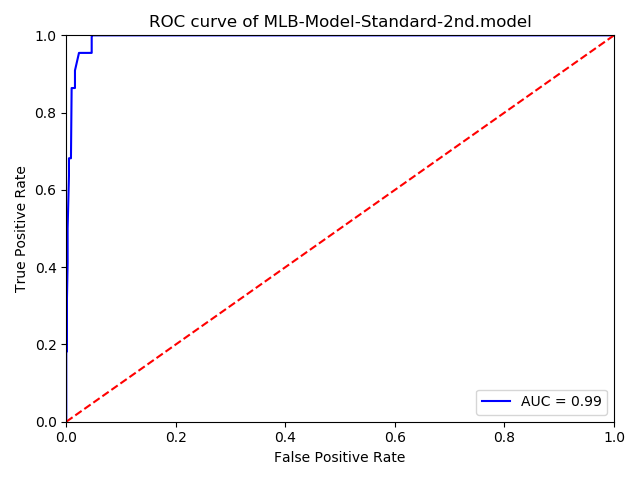 ROC curve of MLB-Model-Standard-2nd.model
1.0
0.8
0.6
0.4
0.2
0.0
True Positive Rate
AUC = 0.99
0.0 0.2 0.4 0.6 0.8 1.0
False Positive Rate